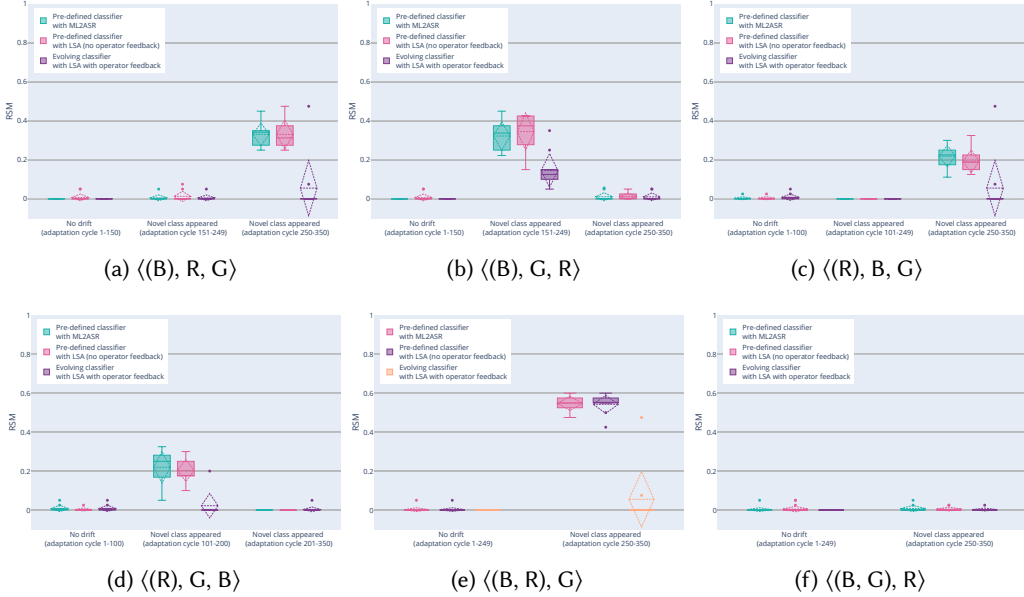 Pre-defined classifier
with ML2ASR
Pre-defined classifier
with LSA (no operator feedback)
Evolving classifier
with LSA with operator feedback
RSM
1
0.8
0.6
0.4
0.2
0
No drift
(adaptation cycle 1-150)
Novel class appeared
(adaptation cycle 151-249)
Novel class appeared
(adaptation cycle 250-350)
(a) ⟨(B), R, G⟩
Pre-defined classifier
with ML2ASR
Pre-defined classifier
with LSA (no operator feedback)
Evolving classifier
with LSA with operator feedback
RSM
1
0.8
0.6
0.4
0.2
0
No drift
(adaptation cycle 1-150)
Novel class appeared
(adaptation cycle 151-249)
Novel class appeared
(adaptation cycle 250-350)
(b) ⟨(B), G, R⟩
Pre-defined classifier
with ML2ASR
Pre-defined classifier
with LSA (no operator feedback)
Evolving classifier
with LSA with operator feedback
RSM
1
0.8
0.6
0.4
0.2
0
No drift
(adaptation cycle 1-100)
Novel class appeared
(adaptation cycle 101-249)
Novel class appeared
(adaptation cycle 250-350)
(c) ⟨(R), B, G⟩
Pre-defined classifier
with ML2ASR
Pre-defined classifier
with LSA (no operator feedback)
Evolving classifier
with LSA with operator feedback
RSM
1
0.8
0.6
0.4
0.2
0
No drift
(adaptation cycle 1-100)
Novel class appeared
(adaptation cycle 101-200)
Novel class appeared
(adaptation cycle 201-350)
(d) ⟨(R), G, B⟩
Pre-defined classifier
with ML2ASR
Pre-defined classifier
with LSA (no operator feedback)
Evolving classifier
with LSA with operator feedback
RSM
1
0.8
0.6
0.4
0.2
0
No drift
(adaptation cycle 1-249)
Novel class appeared
(adaptation cycle 250-350)
(e) ⟨(B, R), G⟩
Pre-defined classifier
with ML2ASR
Pre-defined classifier
with LSA (no operator feedback)
Evolving classifier
with LSA with operator feedback
RSM
1
0.8
0.6
0.4
0.2
0
No drift
(adaptation cycle 1-249)
Novel class appeared
(adaptation cycle 250-350)
(f) ⟨(B, G), R⟩